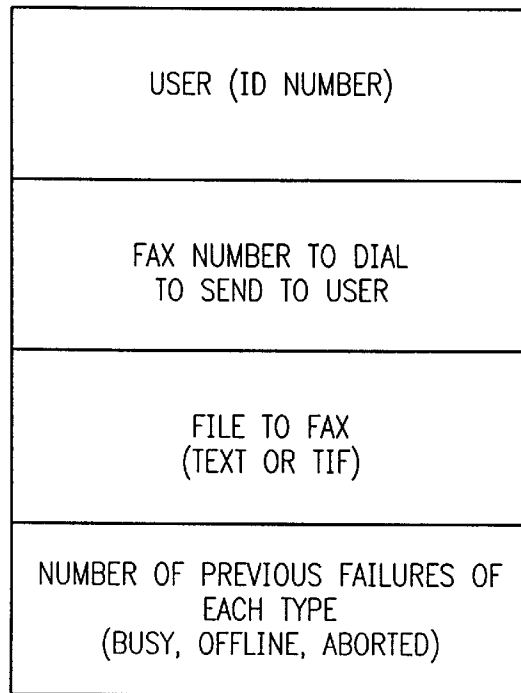 USER (ID NUMBER)
FAX NUMBER TO DIAL
TO SEND TO USER
FILE TO FAX
(TEXT OR TIF)
NUMBER OF PREVIOUS FAILURES OF
EACH TYPE
(BUSY, OFFLINE, ABORTED)